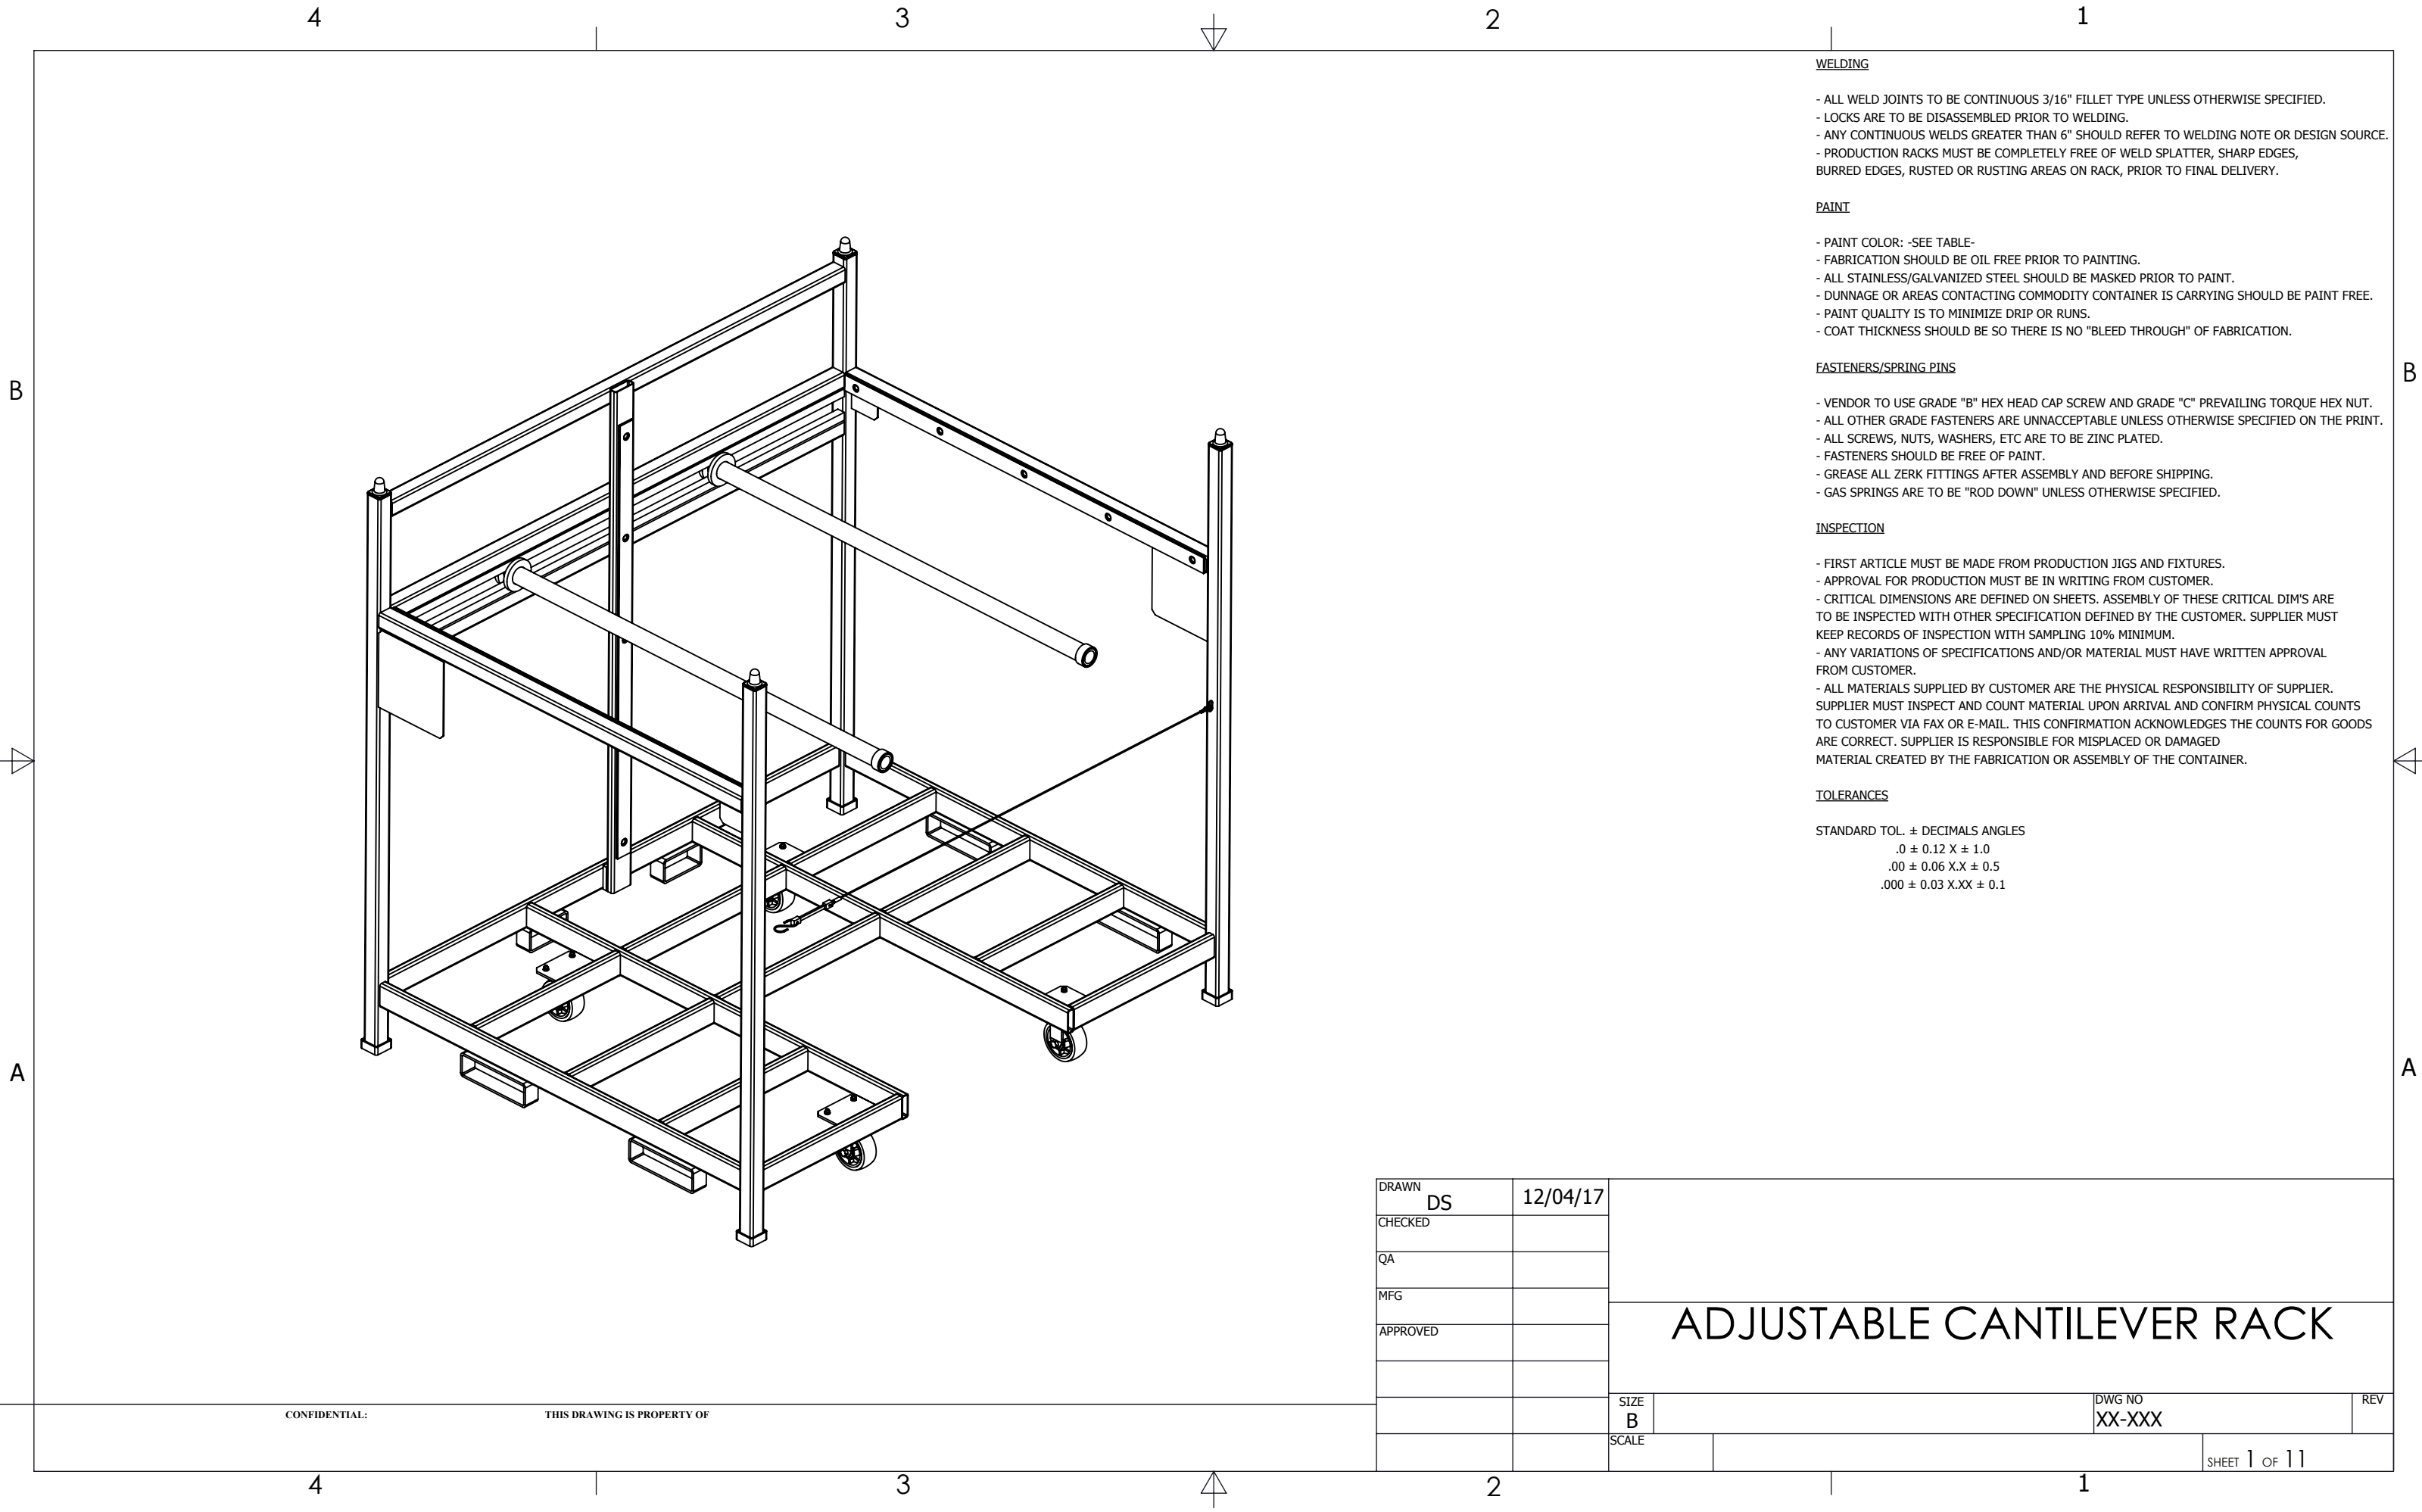 4 3 2 1
WELDING
- ALL WELD JOINTS TO BE CONTINUOUS 3/16" FILLET TYPE UNLESS OTHERWISE SPECIFIED.
- LOCKS ARE TO BE DISASSEMBLED PRIOR TO WELDING.
- ANY CONTINUOUS WELDS GREATER THAN 6" SHOULD REFER TO WELDING NOTE OR DESIGN SOURCE.
- PRODUCTION RACKS MUST BE COMPLETELY FREE OF WELD SPLATTER, SHARP EDGES,
BURRED EDGES, RUSTED OR RUSTING AREAS ON RACK, PRIOR TO FINAL DELIVERY.
PAINT
- PAINT COLOR: -SEE TABLE-
- FABRICATION SHOULD BE OIL FREE PRIOR TO PAINTING.
- ALL STAINLESS/GALVANIZED STEEL SHOULD BE MASKED PRIOR TO PAINT.
- DUNNAGE OR AREAS CONTACTING COMMODITY CONTAINER IS CARRYING SHOULD BE PAINT FREE.
- PAINT QUALITY IS TO MINIMIZE DRIP OR RUNS.
- COAT THICKNESS SHOULD BE SO THERE IS NO "BLEED THROUGH" OF FABRICATION.
FASTENERS/SPRING PINS
B B
- VENDOR TO USE GRADE "B" HEX HEAD CAP SCREW AND GRADE "C" PREVAILING TORQUE HEX NUT.
- ALL OTHER GRADE FASTENERS ARE UNNACCEPTABLE UNLESS OTHERWISE SPECIFIED ON THE PRINT.
- ALL SCREWS, NUTS, WASHERS, ETC ARE TO BE ZINC PLATED.
- FASTENERS SHOULD BE FREE OF PAINT.
- GREASE ALL ZERK FITTINGS AFTER ASSEMBLY AND BEFORE SHIPPING.
- GAS SPRINGS ARE TO BE "ROD DOWN" UNLESS OTHERWISE SPECIFIED.
INSPECTION
- FIRST ARTICLE MUST BE MADE FROM PRODUCTION JIGS AND FIXTURES.
- APPROVAL FOR PRODUCTION MUST BE IN WRITING FROM CUSTOMER.
- CRITICAL DIMENSIONS ARE DEFINED ON SHEETS. ASSEMBLY OF THESE CRITICAL DIM'S ARE
TO BE INSPECTED WITH OTHER SPECIFICATION DEFINED BY THE CUSTOMER. SUPPLIER MUST
KEEP RECORDS OF INSPECTION WITH SAMPLING 10% MINIMUM.
- ANY VARIATIONS OF SPECIFICATIONS AND/OR MATERIAL MUST HAVE WRITTEN APPROVAL
FROM CUSTOMER.
- ALL MATERIALS SUPPLIED BY CUSTOMER ARE THE PHYSICAL RESPONSIBILITY OF SUPPLIER.
SUPPLIER MUST INSPECT AND COUNT MATERIAL UPON ARRIVAL AND CONFIRM PHYSICAL COUNTS
TO CUSTOMER VIA FAX OR E-MAIL. THIS CONFIRMATION ACKNOWLEDGES THE COUNTS FOR GOODS
ARE CORRECT. SUPPLIER IS RESPONSIBLE FOR MISPLACED OR DAMAGED
MATERIAL CREATED BY THE FABRICATION OR ASSEMBLY OF THE CONTAINER.
TOLERANCES
STANDARD TOL. ± DECIMALS ANGLES
.0 ± 0.12 X ± 1.0
.00 ± 0.06 X.X ± 0.5
.000 ± 0.03 X.XX ± 0.1
A A
DRAWN DS 12/04/17
CHECKED
QA
MFG
APPROVED
ADJUSTABLE CANTILEVER RACK
SIZE B
DWG NO XX-XXX
REV
SCALE
SHEET 1 OF 11
CONFIDENTIAL: THIS DRAWING IS PROPERTY OF
4 3 2 1